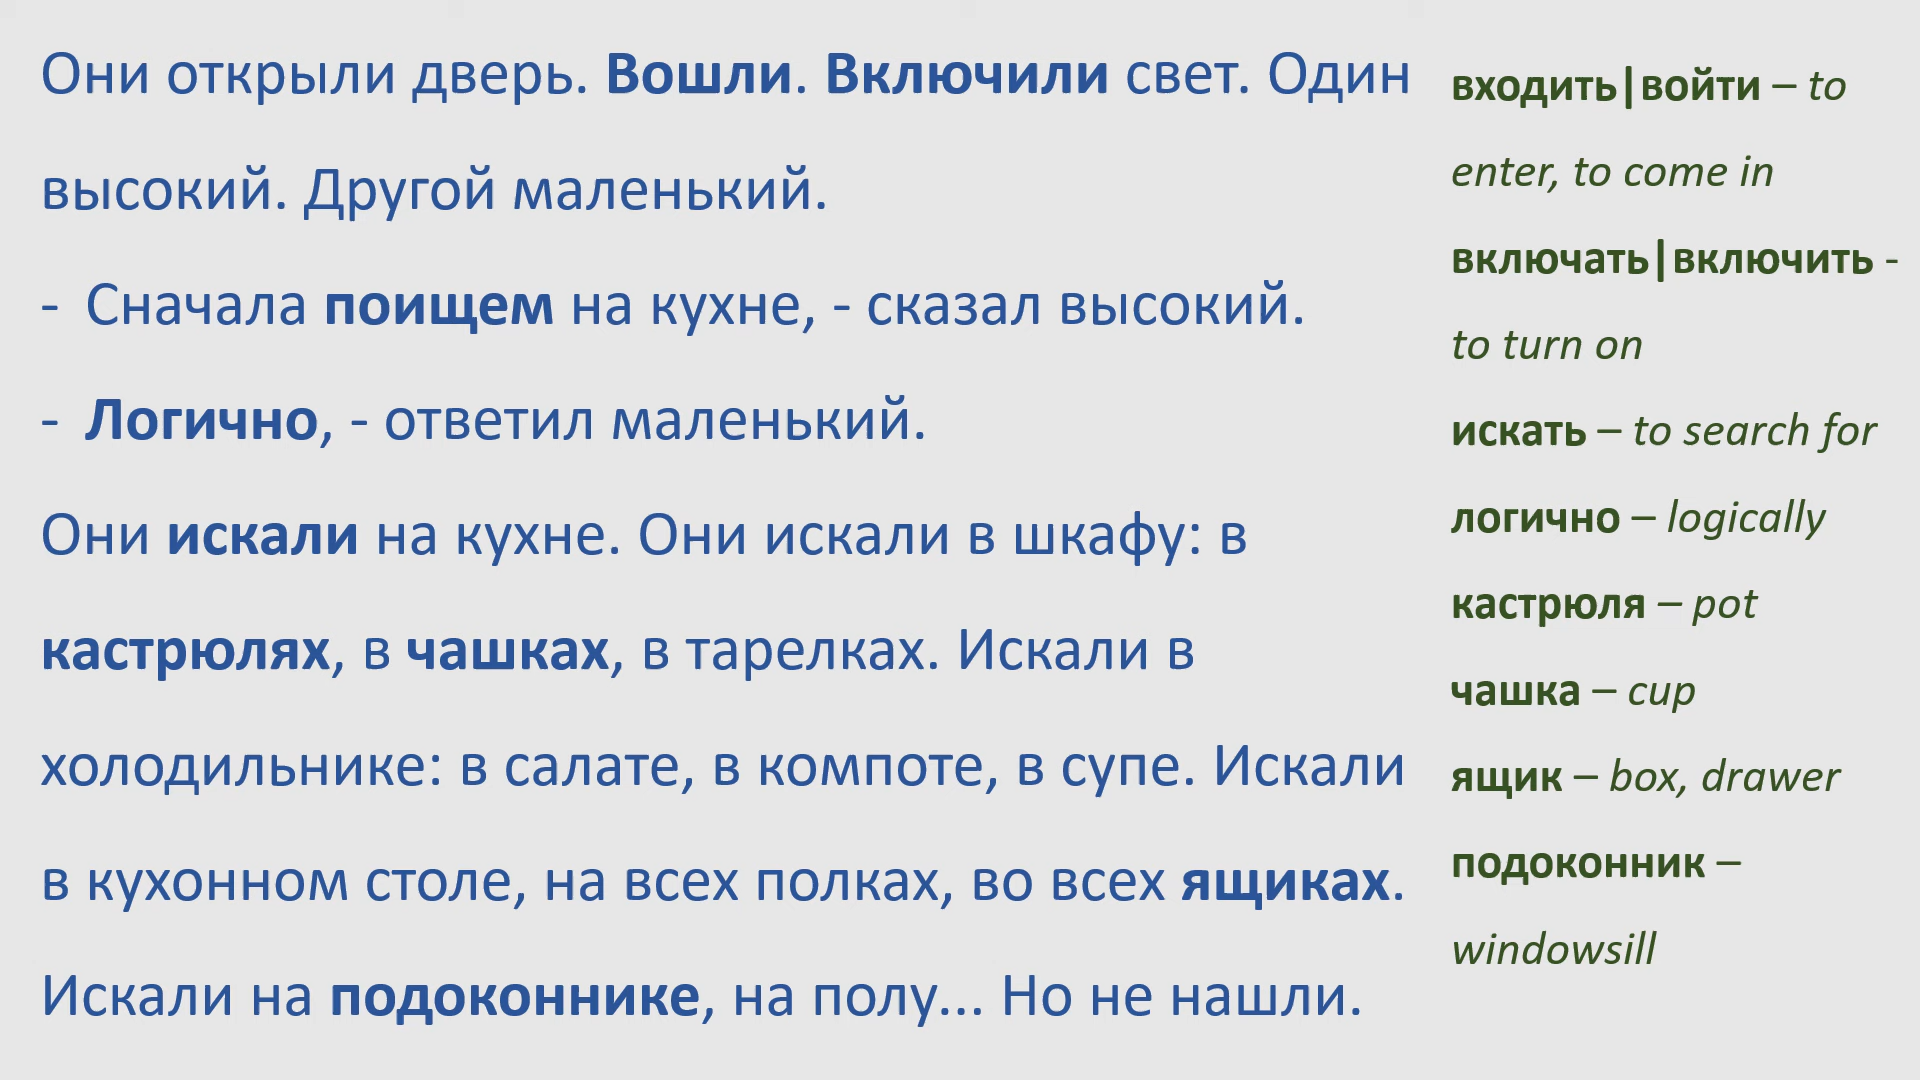 Они открыли дверь. Вошли. Включили свет. Один
высокий. Другой маленький.
- Сначала поищем на кухне, - сказал высокий.
- Логично, - ответил маленький.
Они искали на кухне. Они искали в шкафу: в
кастрюлях, в чашках, в тарелках. Искали в
холодильнике: в салате, в компоте, в супе. Искали
в кухонном столе, на всех полках, во всех ящиках.
Искали на подоконнике, на полу... Но не нашли.
входить|войти – to
enter, to come in
включать|включить -
to turn on
искать – to search for
логично – logically
кастрюля – pot
чашка – cup
ящик – box, drawer
подоконник –
windowsill